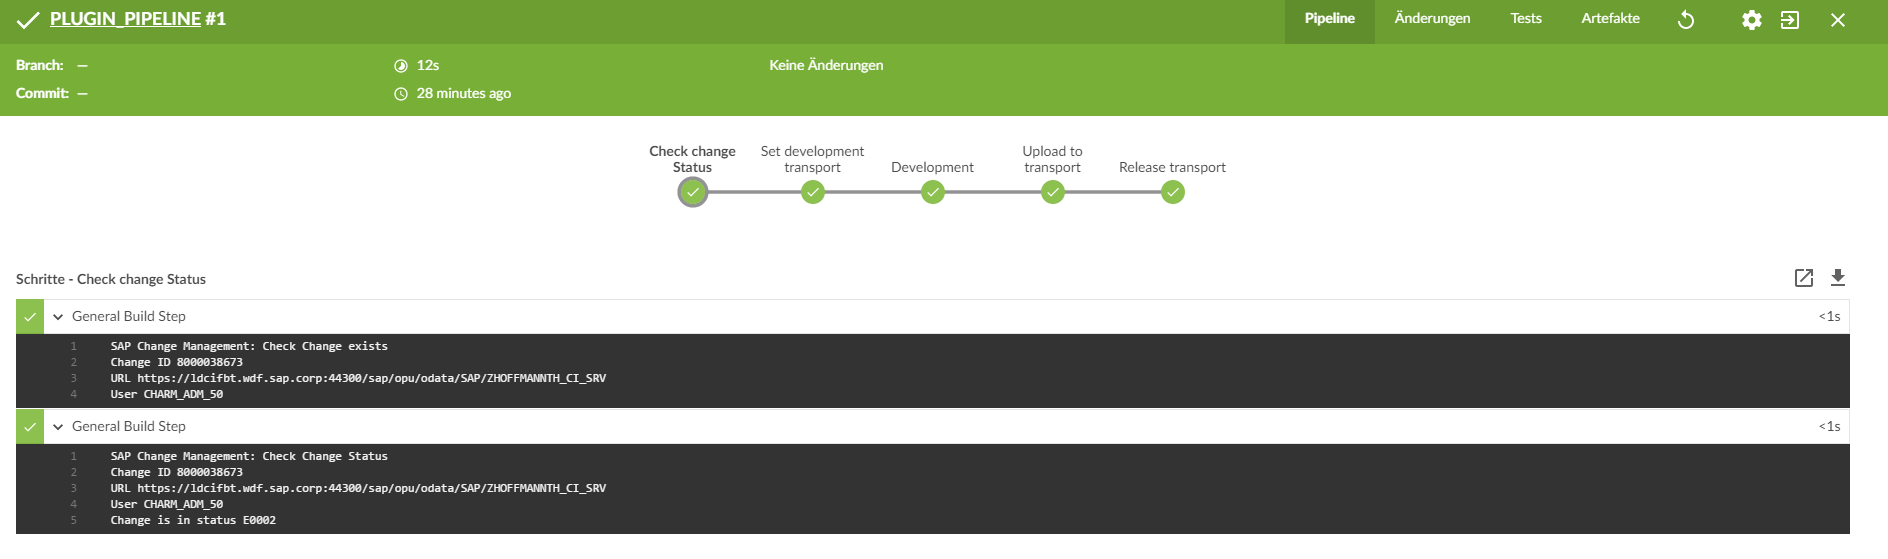 PLUGIN_PIPELINE #1
Pipeline
Änderungen
Tests
Artefakte
Branch: —
12s
Keine Änderungen
Commit: —
28 minutes ago
Check change
Status
Set development
transport
Development
Upload to
transport
Release transport
Schritte - Check change Status
General Build Step
<1s
1 SAP Change Management: Check Change exists
2 Change ID 8000038673
3 URL https://ldcifbt.wdf.sap.corp:44300/sap/opu/odata/SAP/ZHOFFMANNTH_CI_SRV
4 User CHARM_ADM_50
General Build Step
<1s
1 SAP Change Management: Check Change Status
2 Change ID 8000038673
3 URL https://ldcifbt.wdf.sap.corp:44300/sap/opu/odata/SAP/ZHOFFMANNTH_CI_SRV
4 User CHARM_ADM_50
5 Change is in status E0002